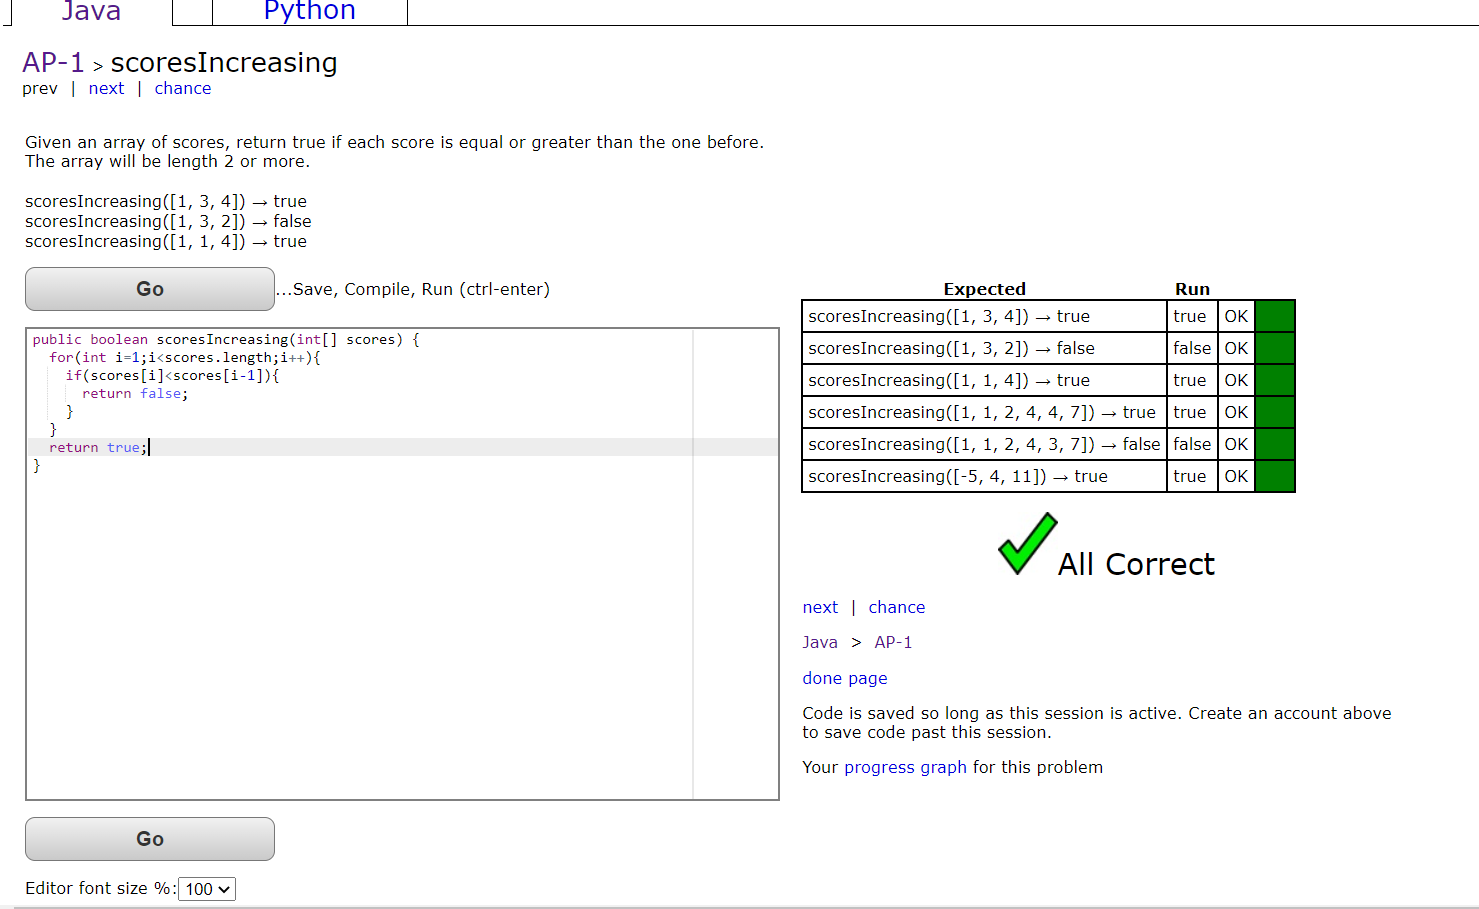 Java Python
AP-1 > scoresIncreasing
prev | next | chance
Given an array of scores, return true if each score is equal or greater than the one before.
The array will be length 2 or more.
scoresIncreasing([1, 3, 4]) → true
scoresIncreasing([1, 3, 2]) → false
scoresIncreasing([1, 1, 4]) → true
Go ...Save, Compile, Run (ctrl-enter)
public boolean scoresIncreasing(int[] scores) {
for(int i=1;i<scores.length;i++){
if(scores[i]<scores[i-1]){
return false;
}
}
return true;
}
Go
Editor font size %: 100
Expected Run
scoresIncreasing([1, 3, 4]) → true true OK
scoresIncreasing([1, 3, 2]) → false false OK
scoresIncreasing([1, 1, 4]) → true true OK
scoresIncreasing([1, 1, 2, 4, 4, 7]) → true true OK
scoresIncreasing([1, 1, 2, 4, 3, 7]) → false false OK
scoresIncreasing([-5, 4, 11]) → true true OK
All Correct
next | chance
Java > AP-1
done page
Code is saved so long as this session is active. Create an account above
to save code past this session.
Your progress graph for this problem